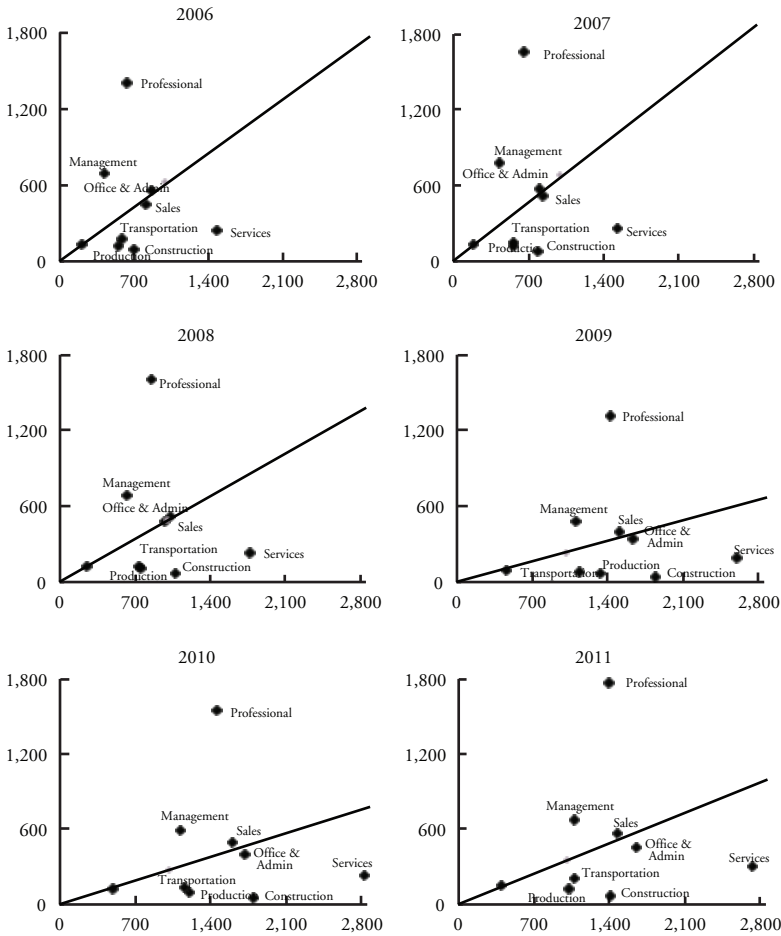 2006
1,800
1,200
600
0
Professional
Management
Office & Admin
Sales
Transportation
Services
Production
Construction
0
700
1,400
2,100
2,800
2007
1,800
1,200
600
0
Professional
Management
Office & Admin
Sales
Services
Production
Construction
0
700
1,400
2,100
2,800
2008
1,800
1,200
600
0
Professional
Management
Office & Admin
Sales
Transportation
Services
Production
Construction
0
700
1,400
2,100
2,800
2009
1,800
1,200
600
0
Professional
Management
Sales
Office &
Admin
Services
Transportation
Production
Construction
0
700
1,400
2,100
2,800
2010
1,800
1,200
600
0
Professional
Management
Sales
Office &
Admin
Services
Transportation
Production
Construction
0
700
1,400
2,100
2,800
2011
1,800
1,200
600
0
Professional
Management
Sales
Office &
Admin
Services
Transportation
Production
Construction
0
700
1,400
2,100
2,800